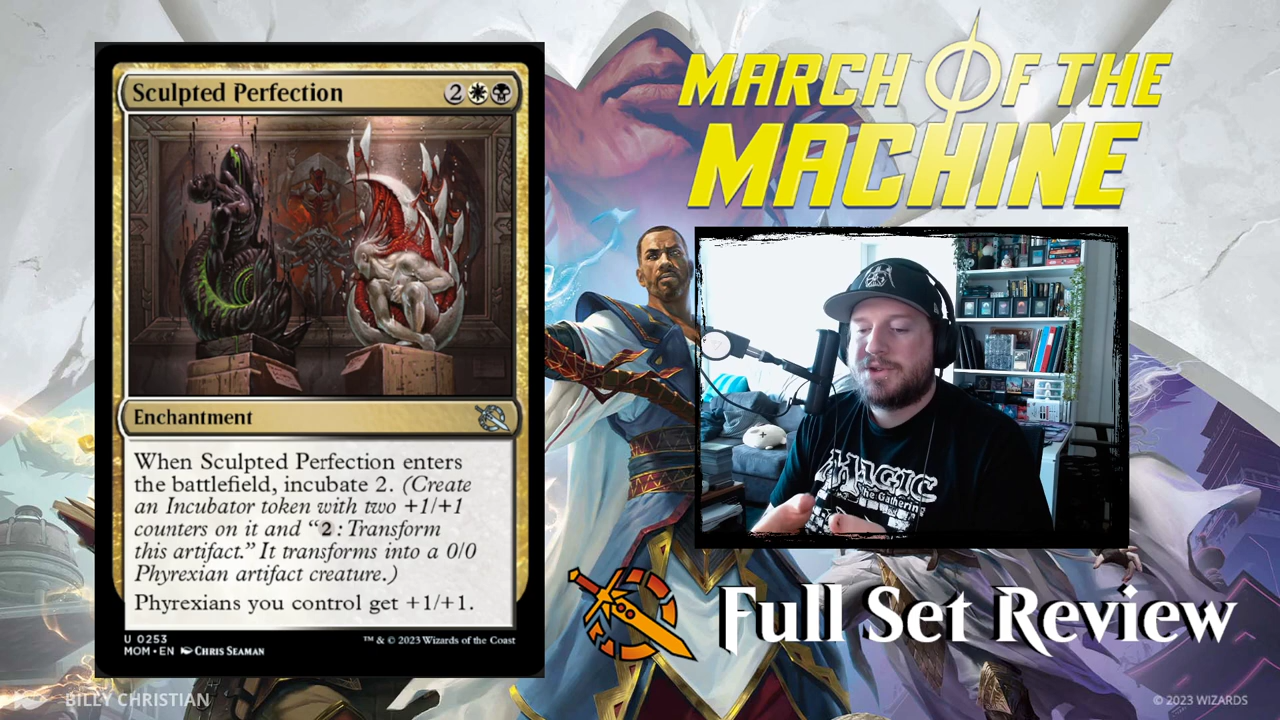 Sculpted Perfection 2
Enchantment
When Sculpted Perfection enters
the battlefield, incubate 2. (Create
an Incubator token with two +1/+1
counters on it and “2: Transform
this artifact.” It transforms into a 0/0
Phyrexian artifact creature.)
Phyrexians you control get +1/+1.
U 0253
MOM • EN Chris Seaman
™ & © 2023 Wizards of the Coast
BILLY CHRISTIAN
MARCH OF THE
MACHINE
MAGIC
The Gathering
Full Set Review
© 2023 WIZARDS